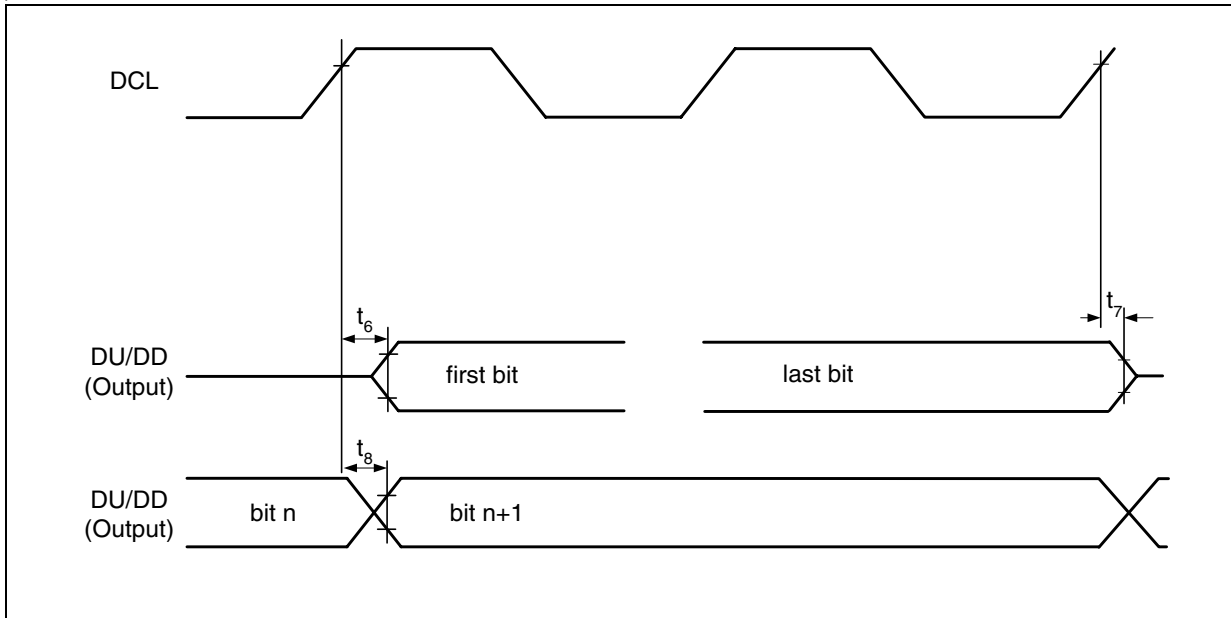 DCL
t6
t7
DU/DD
(Output)
first bit
last bit
t8
DU/DD
(Output)
bit n
bit n+1